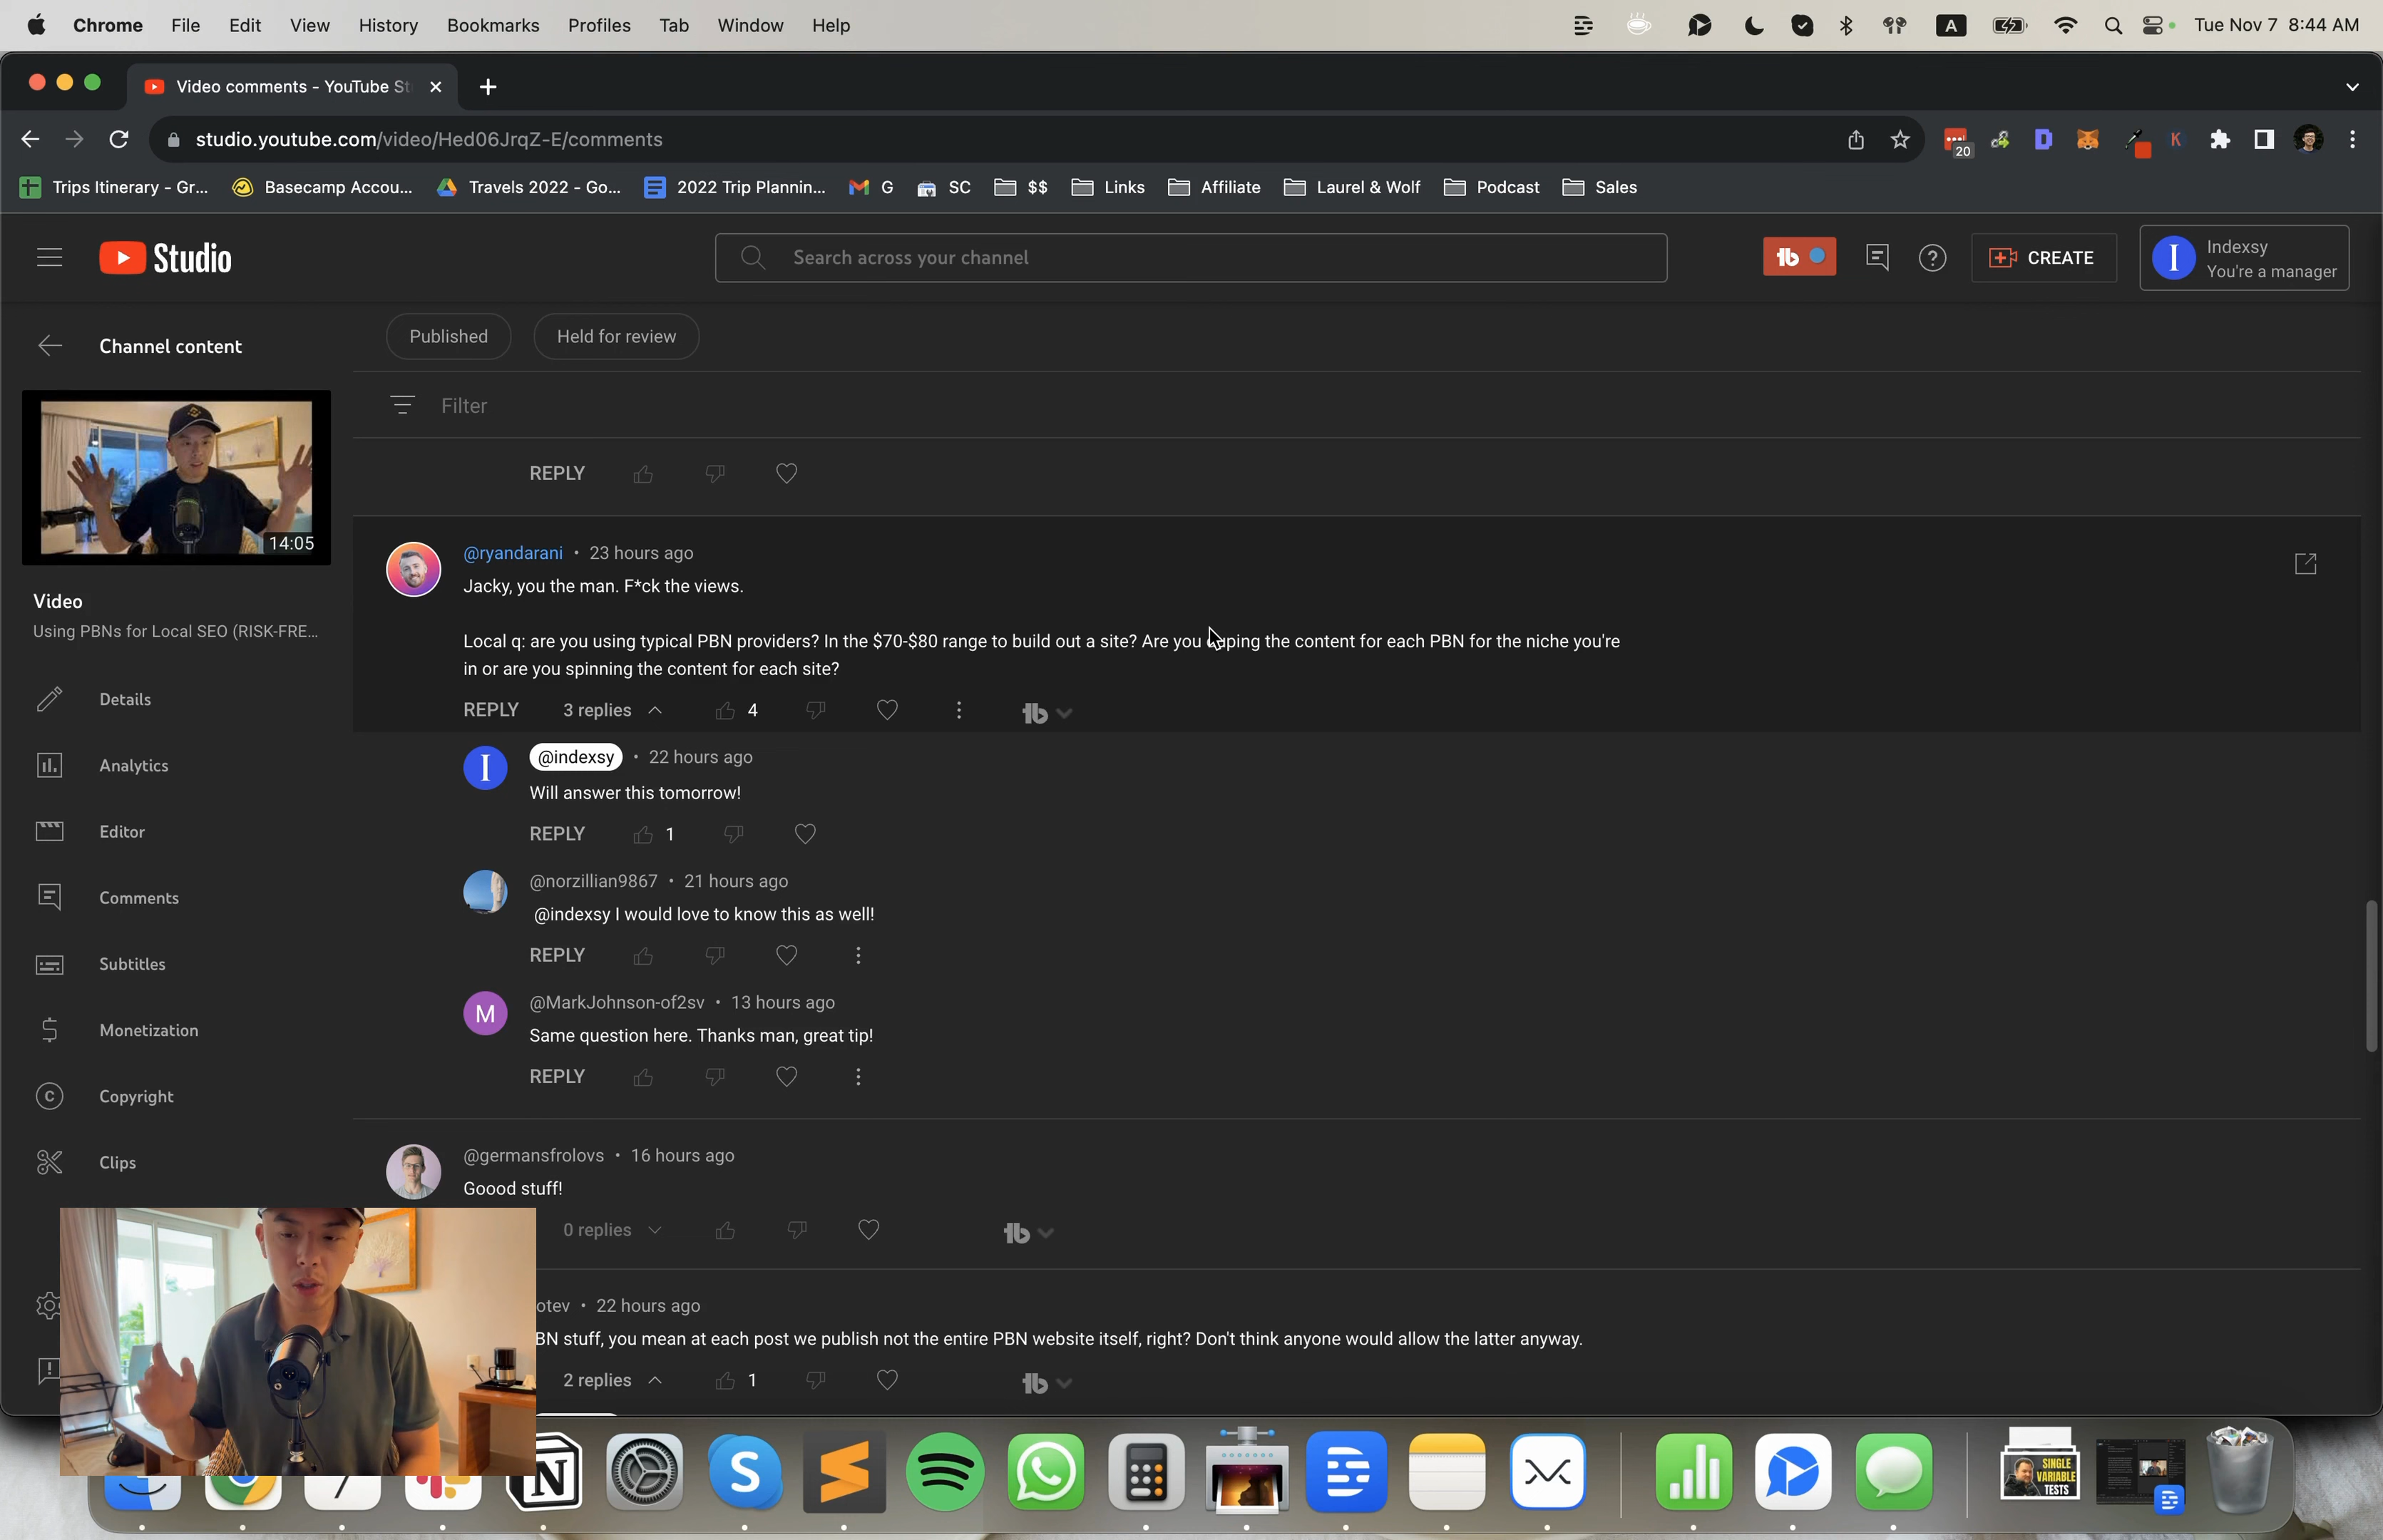 Chrome File Edit View History Bookmarks Profiles Tab Window Help
A
Tue Nov 7 8:44 AM
Video comments - YouTube St
studio.youtube.com/video/Hed06JrqZ-E/comments
20
K
Trips Itinerary - Gr... Basecamp Accou... Travels 2022 - Go... 2022 Trip Plannin... G SC $$ Links Affiliate Laurel & Wolf Podcast Sales
Studio
Search across your channel
CREATE
I
Indexsy
You're a manager
Channel content
14:05
Video
Using PBNs for Local SEO (RISK-FRE...
Details
Analytics
Editor
Comments
Subtitles
Monetization
Copyright
Clips
Published Held for review
Filter
REPLY
@ryandarani • 23 hours ago
Jacky, you the man. F*ck the views.
Local q: are you using typical PBN providers? In the $70-$80 range to build out a site? Are you ping the content for each PBN for the niche you're
in or are you spinning the content for each site?
REPLY 3 replies 4
I
@indexsy • 22 hours ago
Will answer this tomorrow!
REPLY 1
@norzillian9867 • 21 hours ago
@indexsy I would love to know this as well!
REPLY
M
@MarkJohnson-of2sv • 13 hours ago
Same question here. Thanks man, great tip!
REPLY
@germansfrolovs • 16 hours ago
Goood stuff!
0 replies
otev • 22 hours ago
BN stuff, you mean at each post we publish not the entire PBN website itself, right? Don't think anyone would allow the latter anyway.
2 replies 1
SINGLE
VARIABLE
TESTS